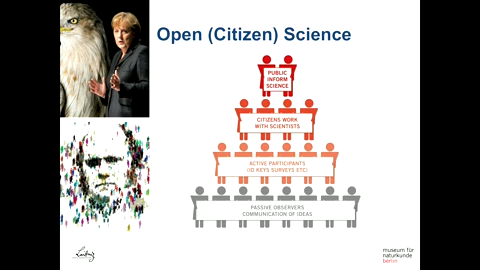 Open (Citizen) Science
PUBLIC
INFORM
SCIENCE
CITIZENS WORK
WITH SCIENTISTS
ACTIVE PARTICIPANTS
(ID KEYS SURVEYS ETC)
PASSIVE OBSERVERS
COMMUNICATION OF IDEAS
museum für
naturkunde
berlin